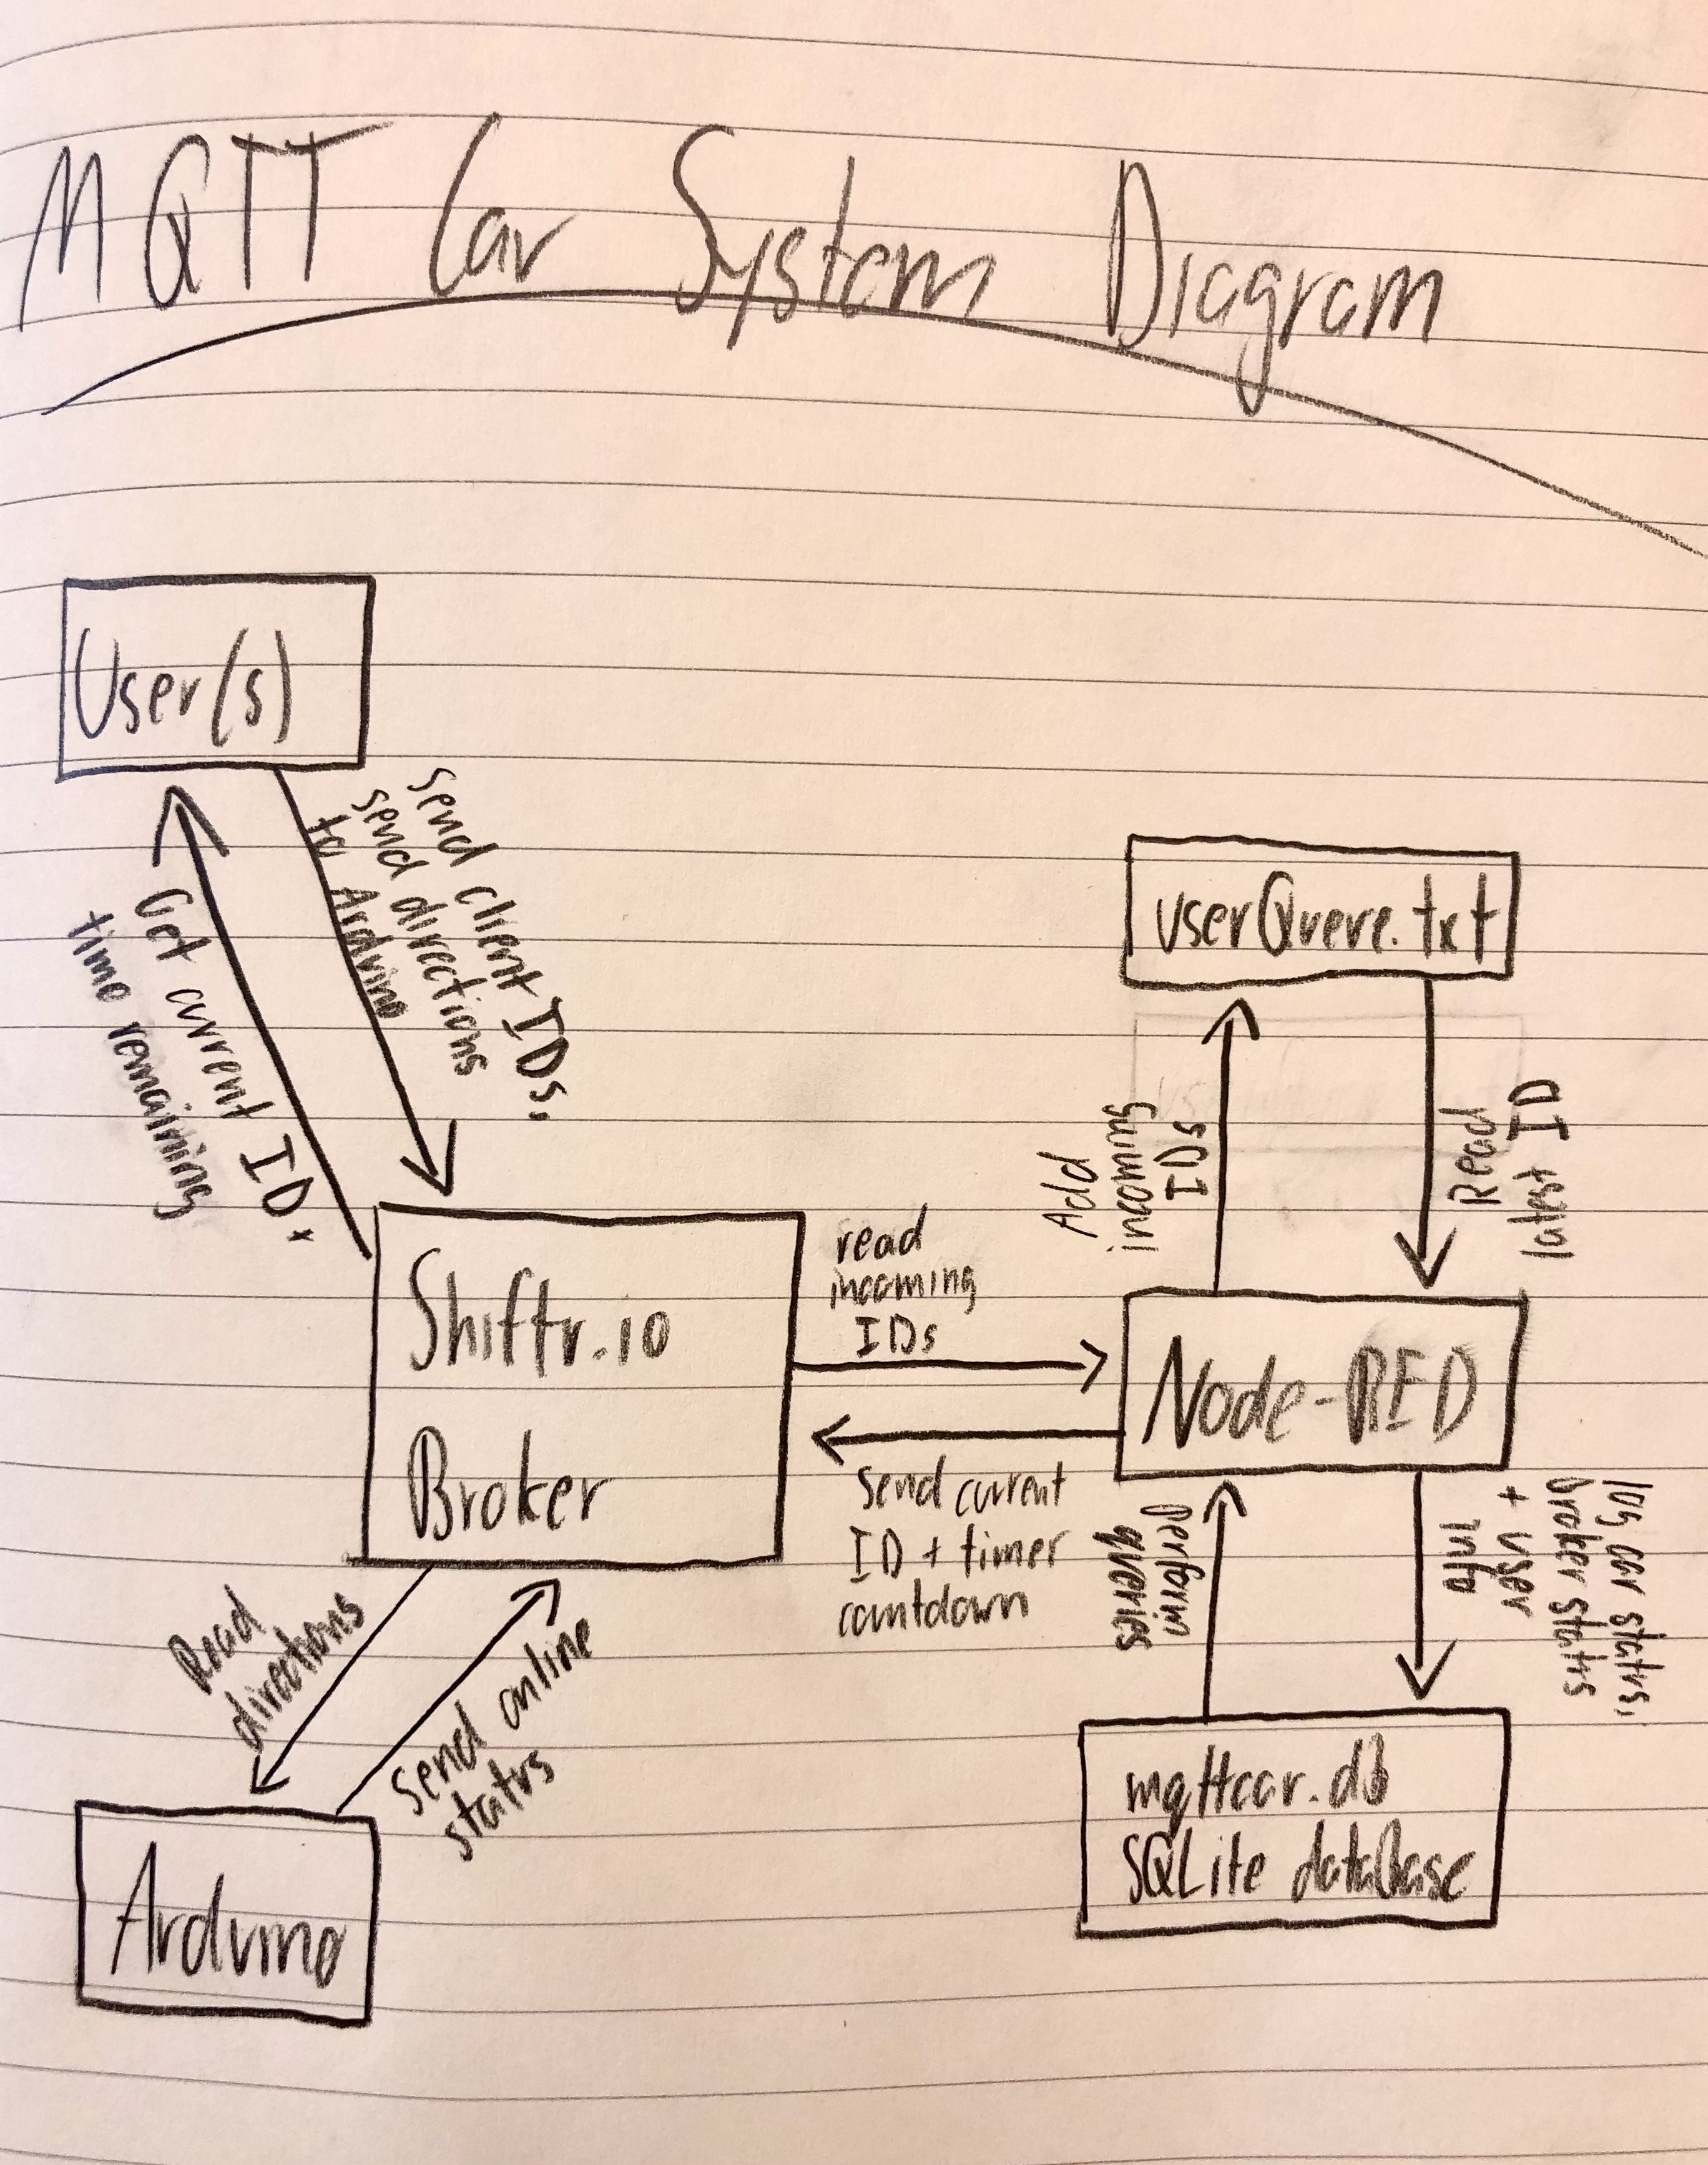 MQTT Car System Diagram
User(s)
Send client IDs,
send directions
to Arduino
Get current ID,
time remaining
userQueue.txt
Add
incoming
IDs
Read
latest ID
Shiftr.io
Broker
read
incoming
IDs
Node-RED
Send current
ID + timer
countdown
perform
queries
log car status,
broker status
+ user
info
Read
directions
Send online
status
mqttcar.db
SQLite database
Arduino